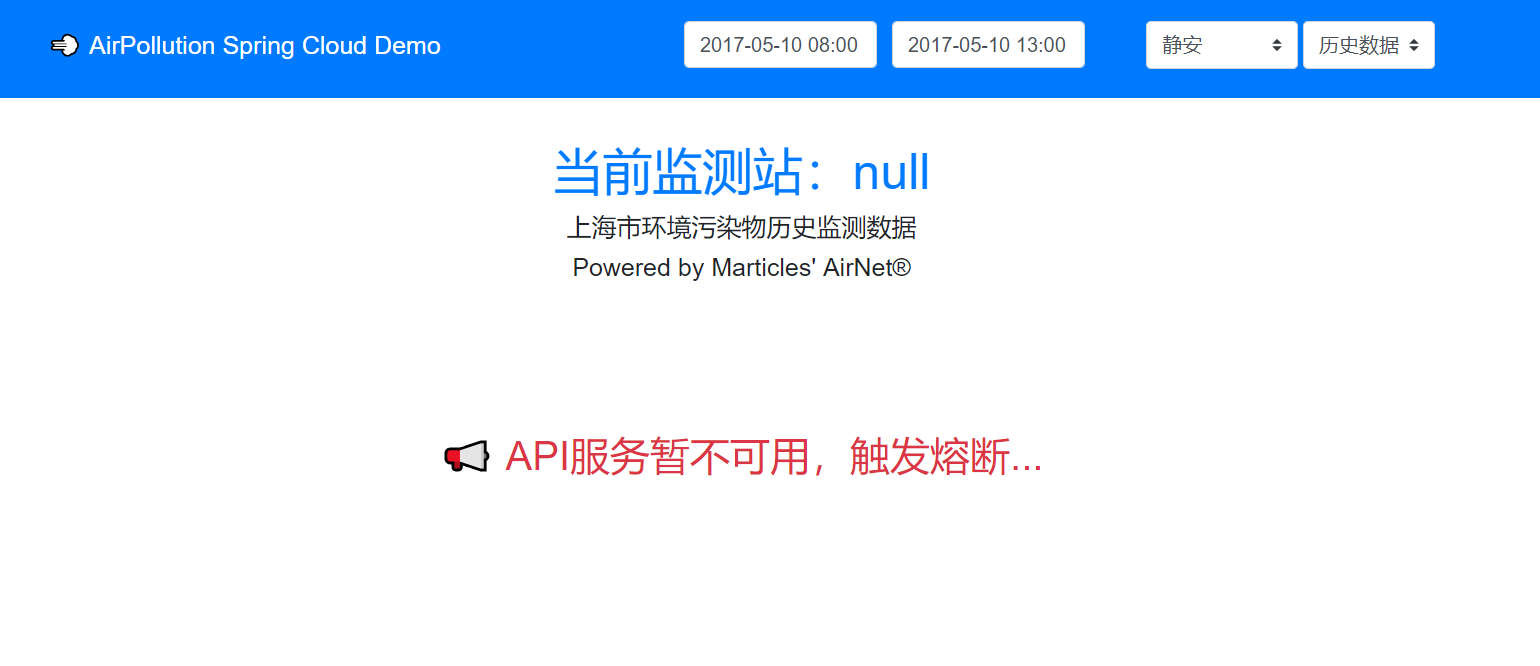 AirPollution Spring Cloud Demo
2017-05-10 08:00
2017-05-10 13:00
静安
历史数据
当前监测站：null
上海市环境污染物历史监测数据
Powered by Marticles' AirNet®
API服务暂不可用，触发熔断...